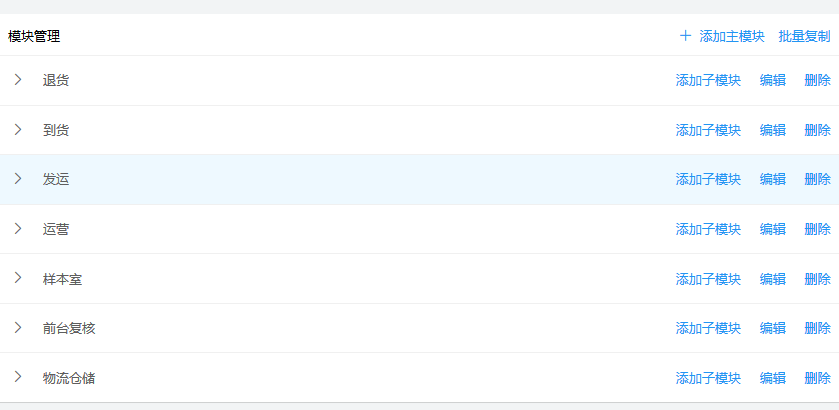 模块管理 + 添加主模块 批量复制
退货 添加子模块 编辑 删除
到货 添加子模块 编辑 删除
发运 添加子模块 编辑 删除
运营 添加子模块 编辑 删除
样本室 添加子模块 编辑 删除
前台复核 添加子模块 编辑 删除
物流仓储 添加子模块 编辑 删除